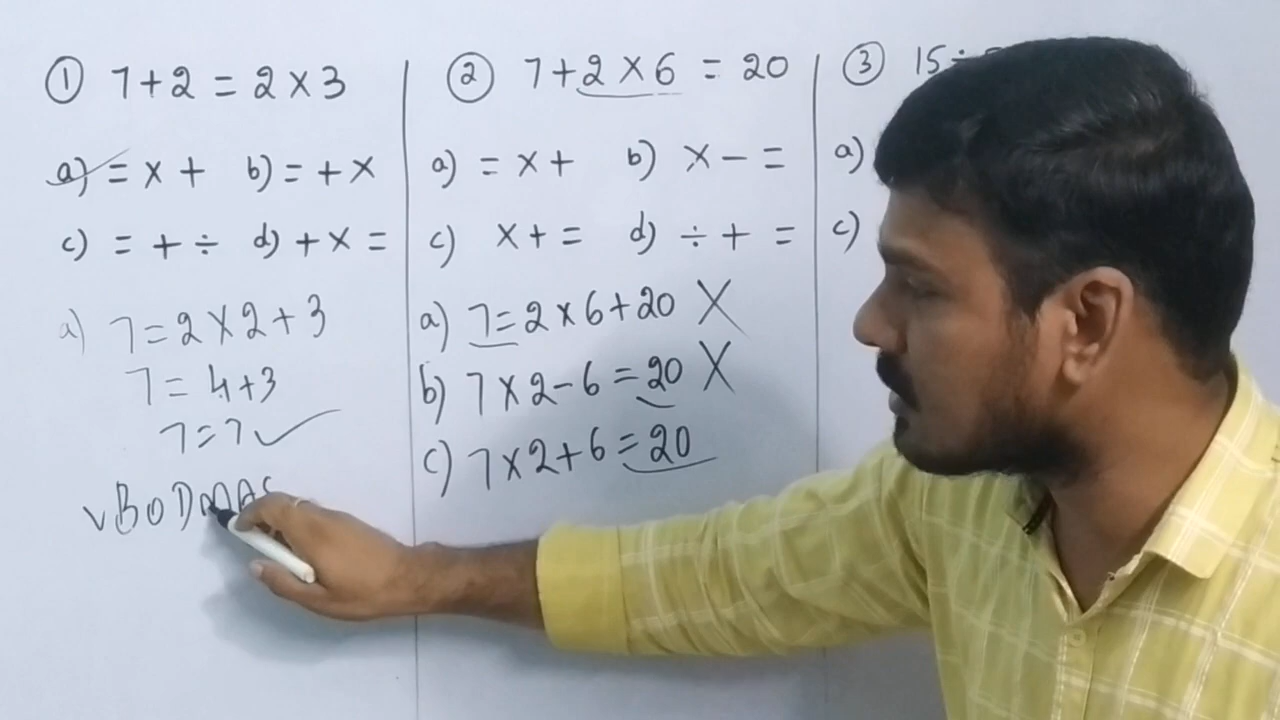 ① 7+2 = 2×3
a) = × + b) = + ×
c) = + ÷ d) + × =
a) 7=2×2+3
7 = 4+3
7=7 ✓
VBODMAS
② 7+2×6 = 20
a) = × + b) × − =
c) × + = d) ÷ + =
a) 7=2×6+20 X
b) 7×2−6=20 X
c) 7×2+6=20
③ 15÷
a)
c)